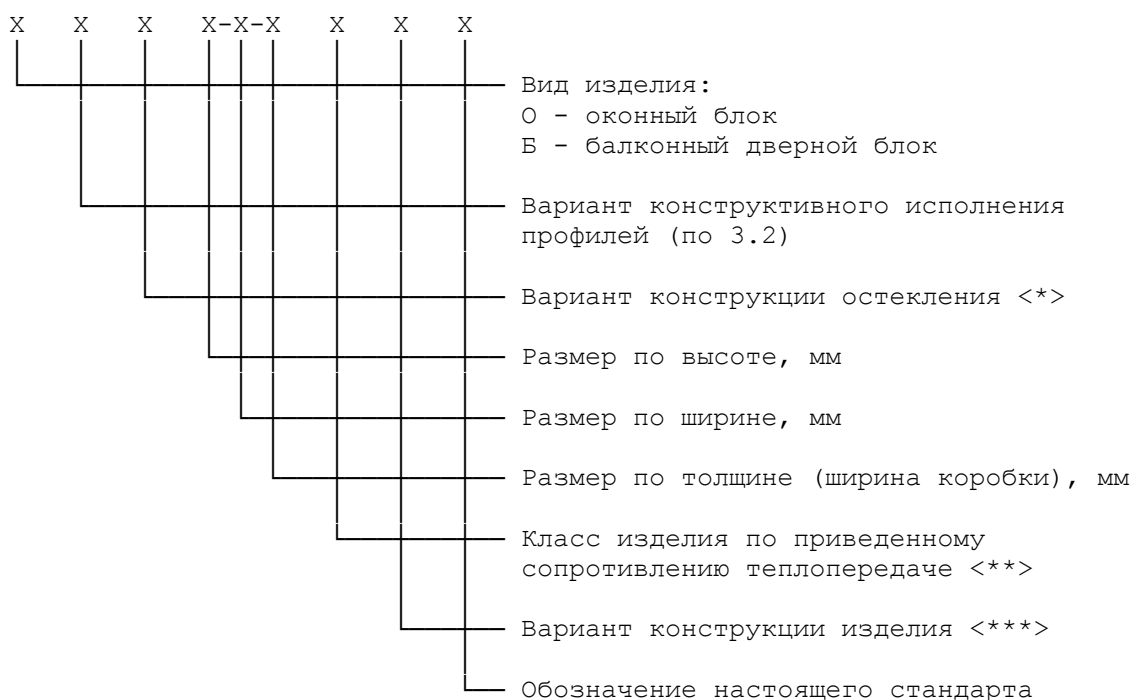 Х Х Х Х-Х-Х Х Х Х
Вид изделия:
О - оконный блок
Б - балконный дверной блок
Вариант конструктивного исполнения
профилей (по 3.2)
Вариант конструкции остекления <*>
Размер по высоте, мм
Размер по ширине, мм
Размер по толщине (ширина коробки), мм
Класс изделия по приведенному
сопротивлению теплопередаче <**>
Вариант конструкции изделия <***>
Обозначение настоящего стандарта